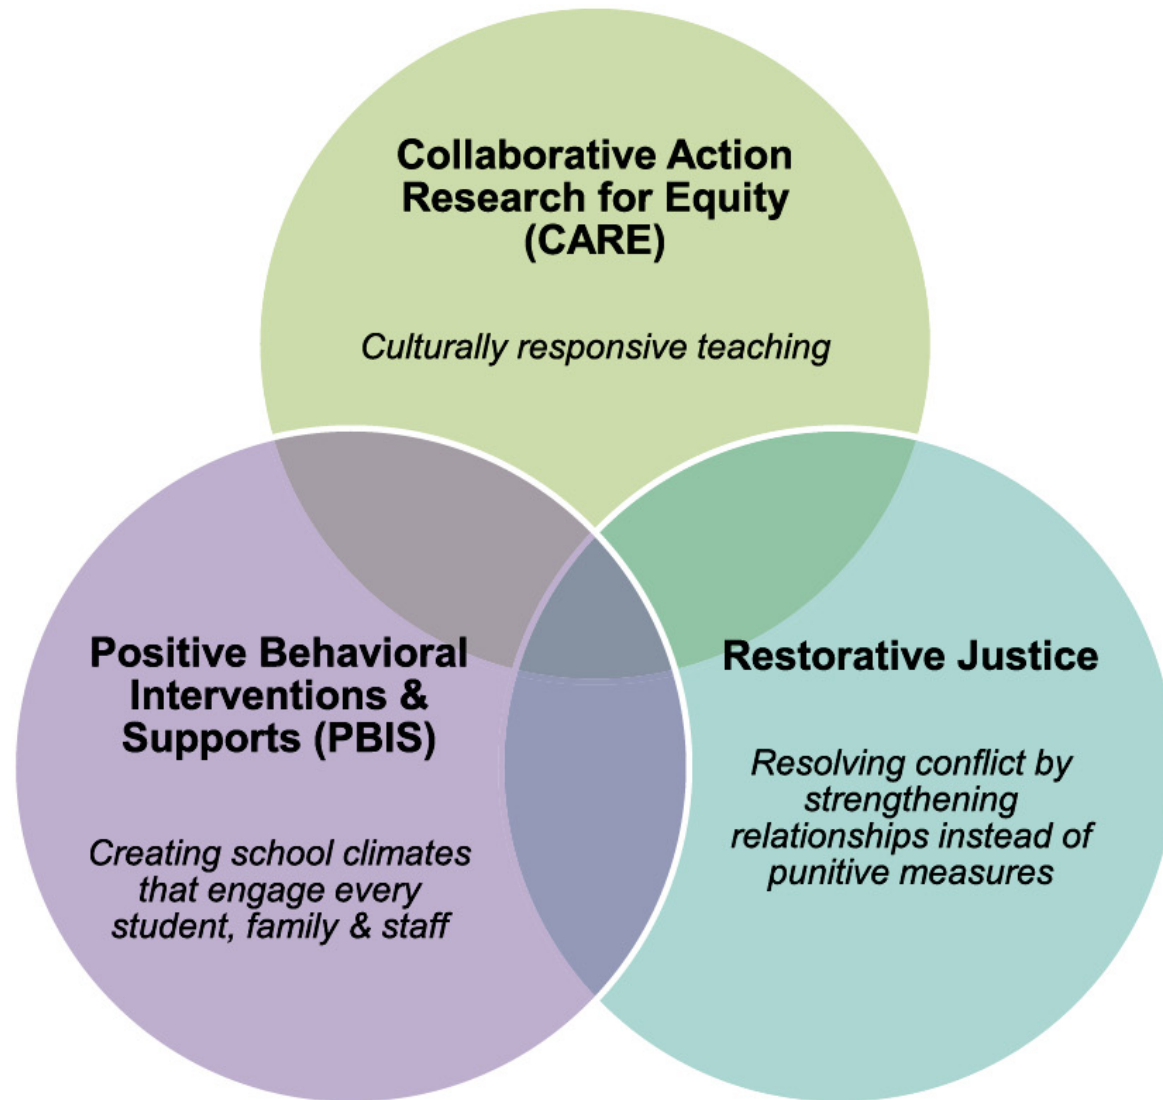 Collaborative Action
Research for Equity
(CARE)
Culturally responsive teaching
Positive Behavioral
Interventions &
Supports (PBIS)
Creating school climates
that engage every
student, family & staff
Restorative Justice
Resolving conflict by
strengthening
relationships instead of
punitive measures